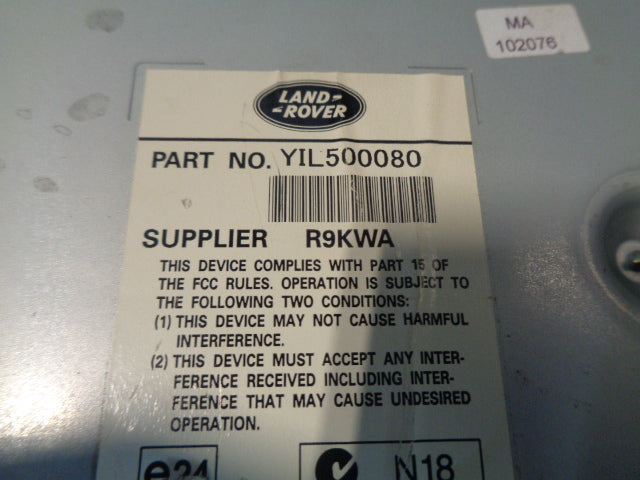 MA
102076
LAND-
-ROVER
PART NO. YIL500080
SUPPLIER R9KWA
THIS DEVICE COMPLIES WITH PART 15 OF
THE FCC RULES. OPERATION IS SUBJECT TO
THE FOLLOWING TWO CONDITIONS:
(1) THIS DEVICE MAY NOT CAUSE HARMFUL
INTERFERENCE.
(2) THIS DEVICE MUST ACCEPT ANY INTER-
FERENCE RECEIVED INCLUDING INTER-
FERENCE THAT MAY CAUSE UNDESIRED
OPERATION.
e24 N18